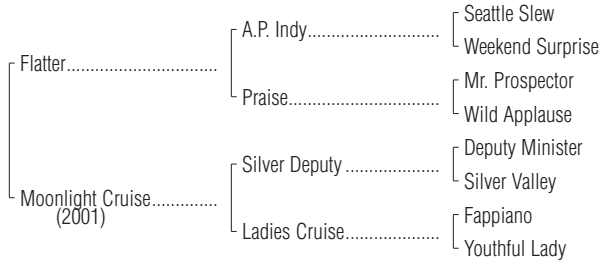 Seattle Slew
A.P. Indy
Weekend Surprise
Flatter
Mr. Prospector
Praise
Wild Applause
Deputy Minister
Silver Deputy
Silver Valley
Moonlight Cruise
(2001)
Fappiano
Ladies Cruise
Youthful Lady